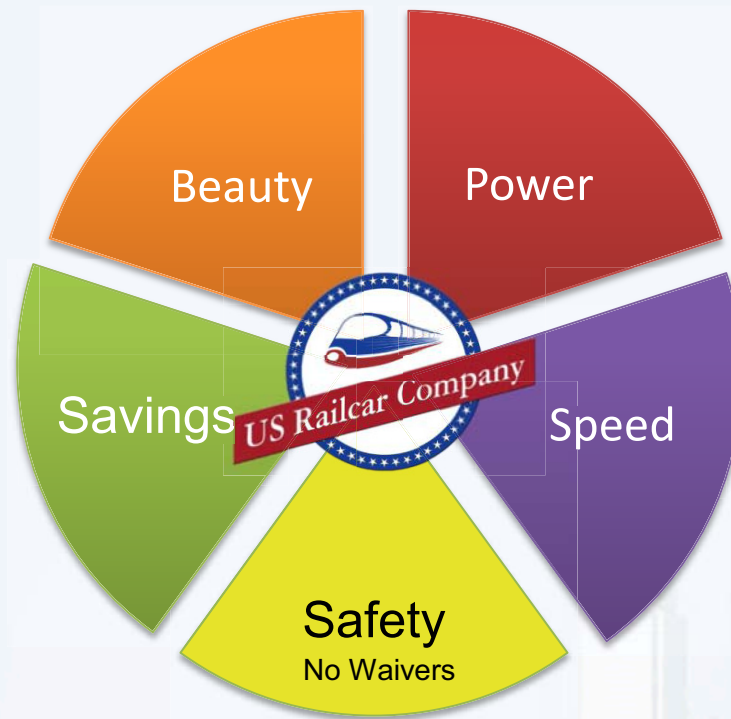 Beauty
Power
Savings
US Railcar Company
Speed
Safety
No Waivers